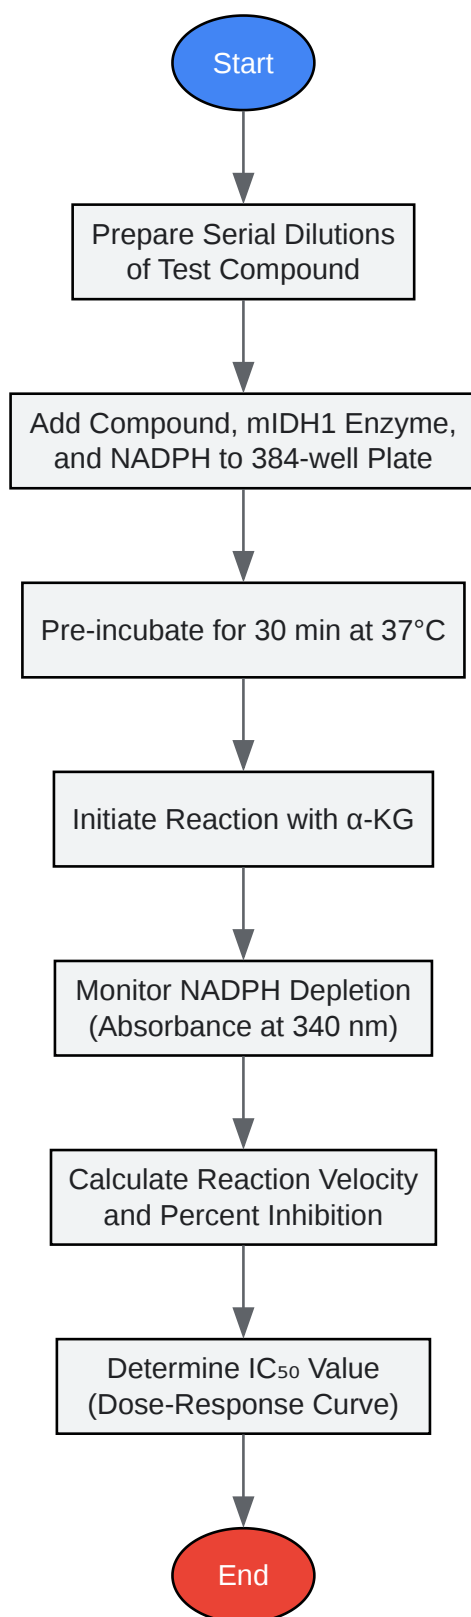 Start
Prepare Serial Dilutions
of Test Compound
Add Compound, mIDH1 Enzyme,
and NADPH to 384-well Plate
Pre-incubate for 30 min at 37°C
Initiate Reaction with α-KG
Monitor NADPH Depletion
(Absorbance at 340 nm)
Calculate Reaction Velocity
and Percent Inhibition
Determine IC₅₀ Value
(Dose-Response Curve)
End